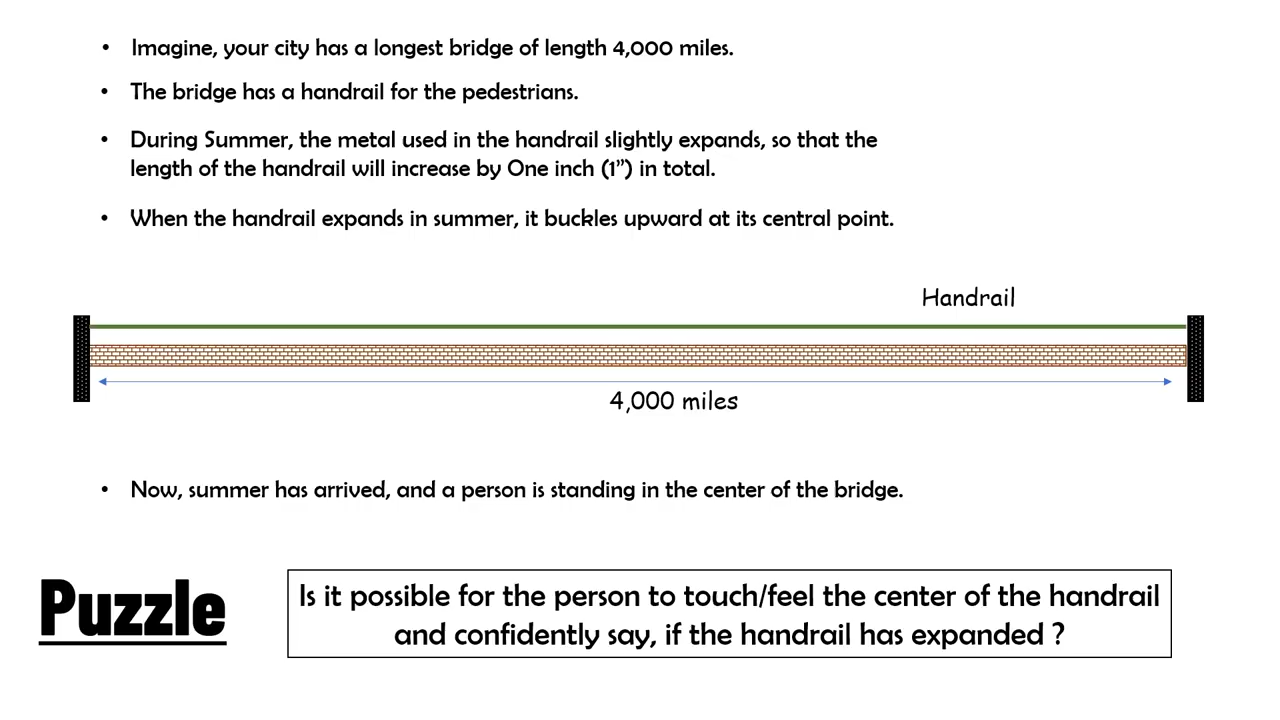 • Imagine, your city has a longest bridge of length 4,000 miles.
• The bridge has a handrail for the pedestrians.
• During Summer, the metal used in the handrail slightly expands, so that the
length of the handrail will increase by One inch (1”) in total.
• When the handrail expands in summer, it buckles upward at its central point.
Handrail
4,000 miles
• Now, summer has arrived, and a person is standing in the center of the bridge.
Puzzle
Is it possible for the person to touch/feel the center of the handrail
and confidently say, if the handrail has expanded ?